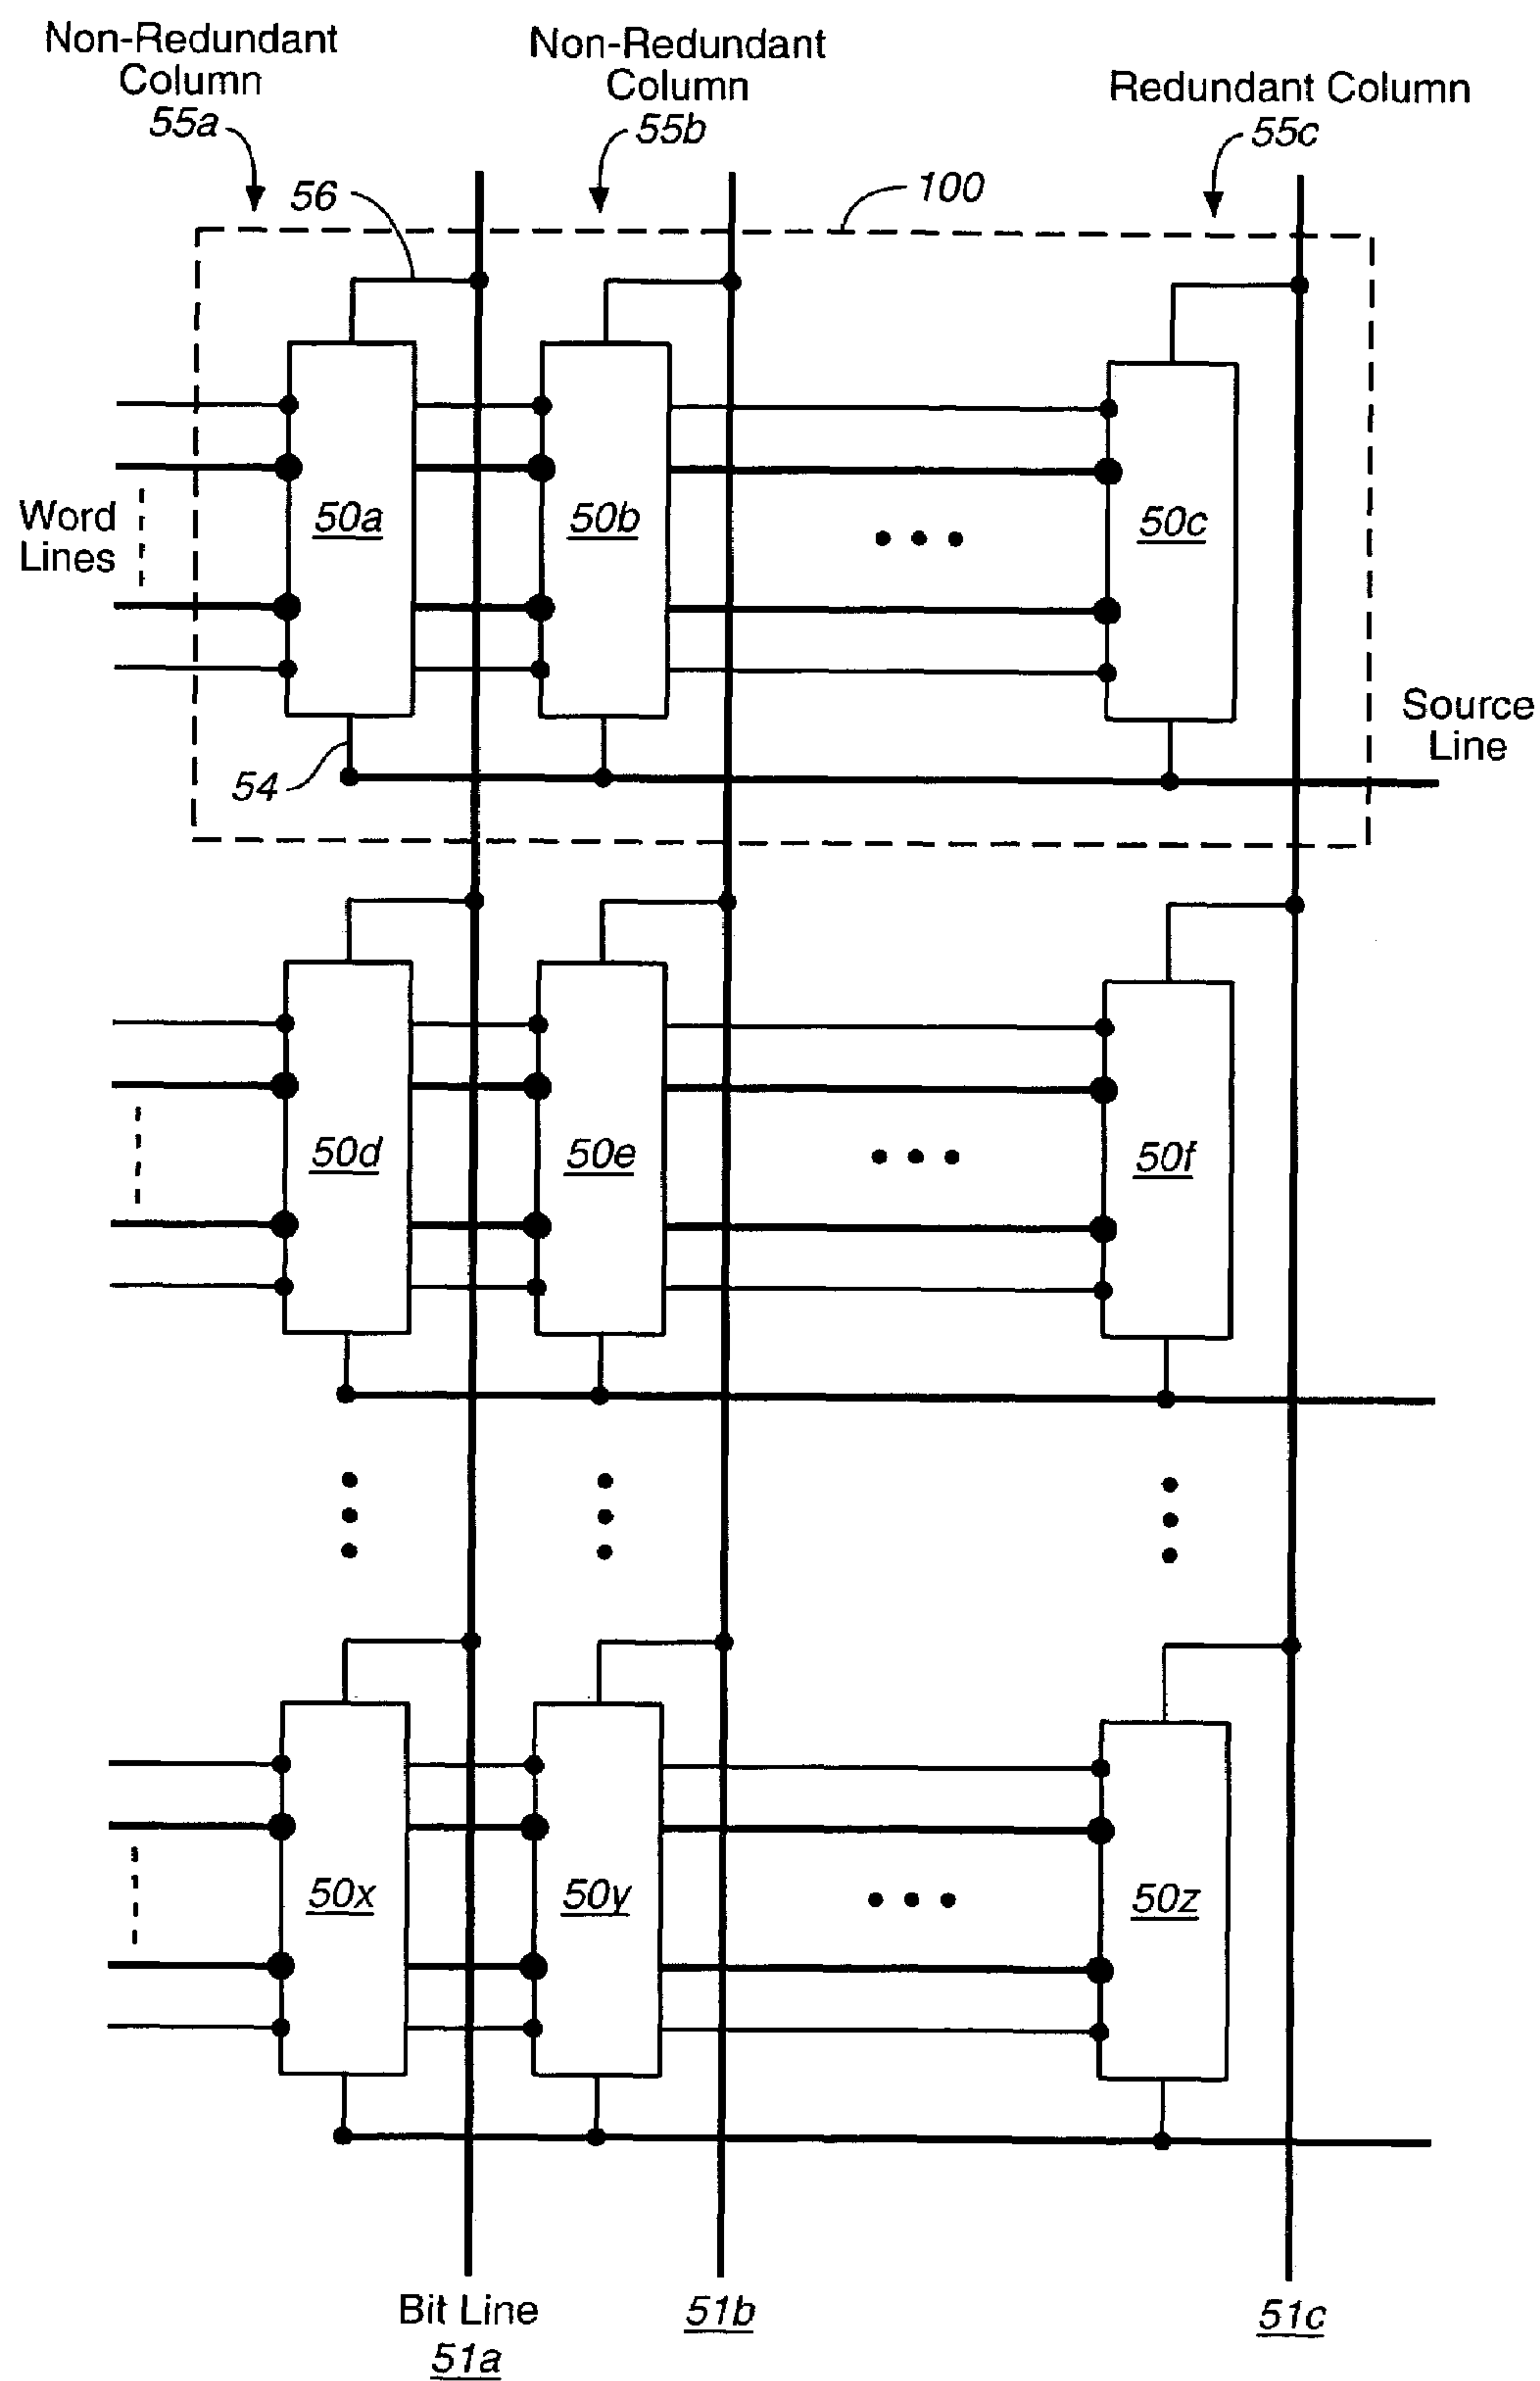 Non-Redundant
Column
55a
Non-Redundant
Column
55b
Redundant Column
55c
56
100
Word
Lines
50a
50b
50c
Source
Line
54
50d
50e
50f
50x
50y
50z
Bit Line
51a
51b
51c